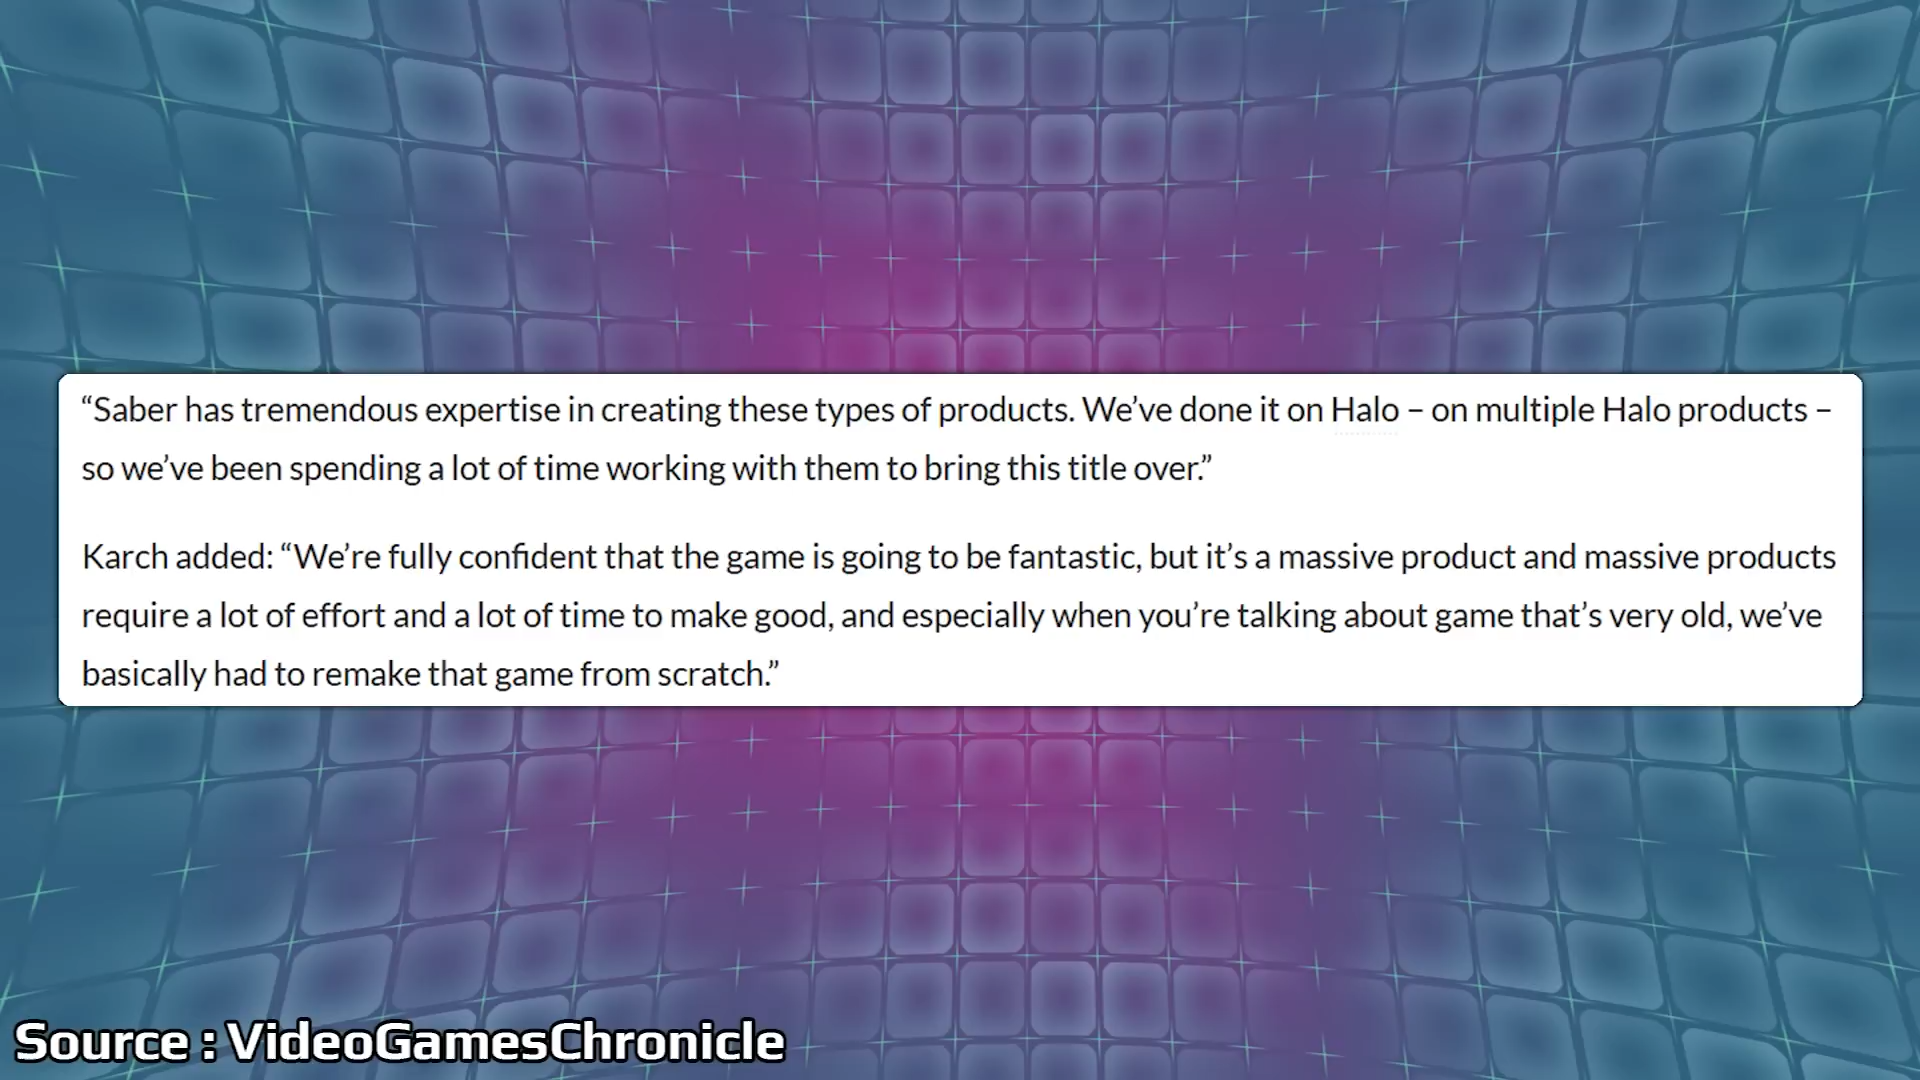 “Saber has tremendous expertise in creating these types of products. We’ve done it on Halo – on multiple Halo products –
so we’ve been spending a lot of time working with them to bring this title over.”
Karch added: “We’re fully confident that the game is going to be fantastic, but it’s a massive product and massive products
require a lot of effort and a lot of time to make good, and especially when you’re talking about game that’s very old, we’ve
basically had to remake that game from scratch.”
Source : VideoGamesChronicle